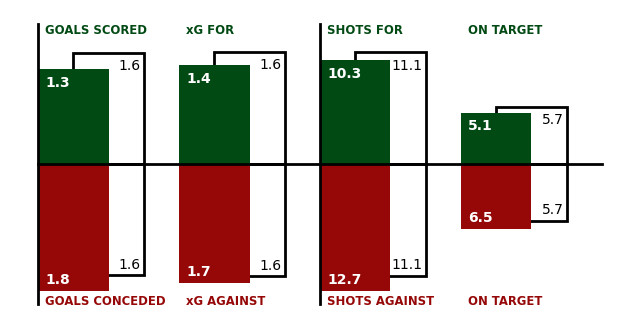 GOALS SCORED xG FOR SHOTS FOR ON TARGET
1.3 1.6 1.4 1.6 10.3 11.1 5.1 5.7
1.8 1.6 1.7 1.6 12.7 11.1 6.5 5.7
GOALS CONCEDED xG AGAINST SHOTS AGAINST ON TARGET